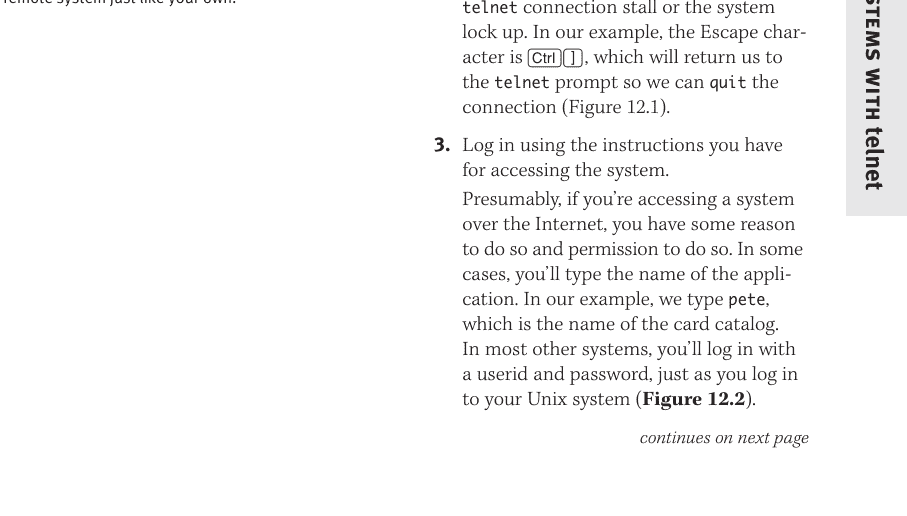 remote system just like your own.
telnet connection stall or the system
lock up. In our example, the Escape char-
acter is Ctrl ], which will return us to
the telnet prompt so we can quit the
connection (Figure 12.1).
3. Log in using the instructions you have
for accessing the system.
Presumably, if you’re accessing a system
over the Internet, you have some reason
to do so and permission to do so. In some
cases, you’ll type the name of the appli-
cation. In our example, we type pete,
which is the name of the card catalog.
In most other systems, you’ll log in with
a userid and password, just as you log in
to your Unix system (Figure 12.2).
continues on next page
STEMS WITH telnet